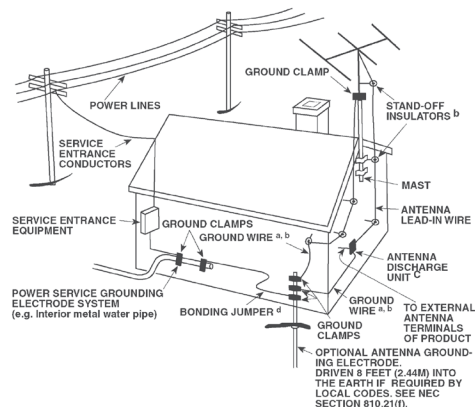 GROUND CLAMP
POWER LINES
STAND-OFF
INSULATORS b
SERVICE
ENTRANCE
CONDUCTORS
MAST
ANTENNA
LEAD-IN WIRE
SERVICE ENTRANCE
EQUIPMENT
GROUND CLAMPS
GROUND WIRE a, b
ANTENNA
DISCHARGE
UNIT C
POWER SERVICE GROUNDING
ELECTRODE SYSTEM
(e.g. Interior metal water pipe)
BONDING JUMPER d
GROUND
WIRE a, b
GROUND
CLAMPS
TO EXTERNAL
ANTENNA
TERMINALS
OF PRODUCT
OPTIONAL ANTENNA GROUND-
ING ELECTRODE.
DRIVEN 8 FEET (2.44M) INTO
THE EARTH IF REQUIRED BY
LOCAL CODES. SEE NEC
SECTION 810.21(f).